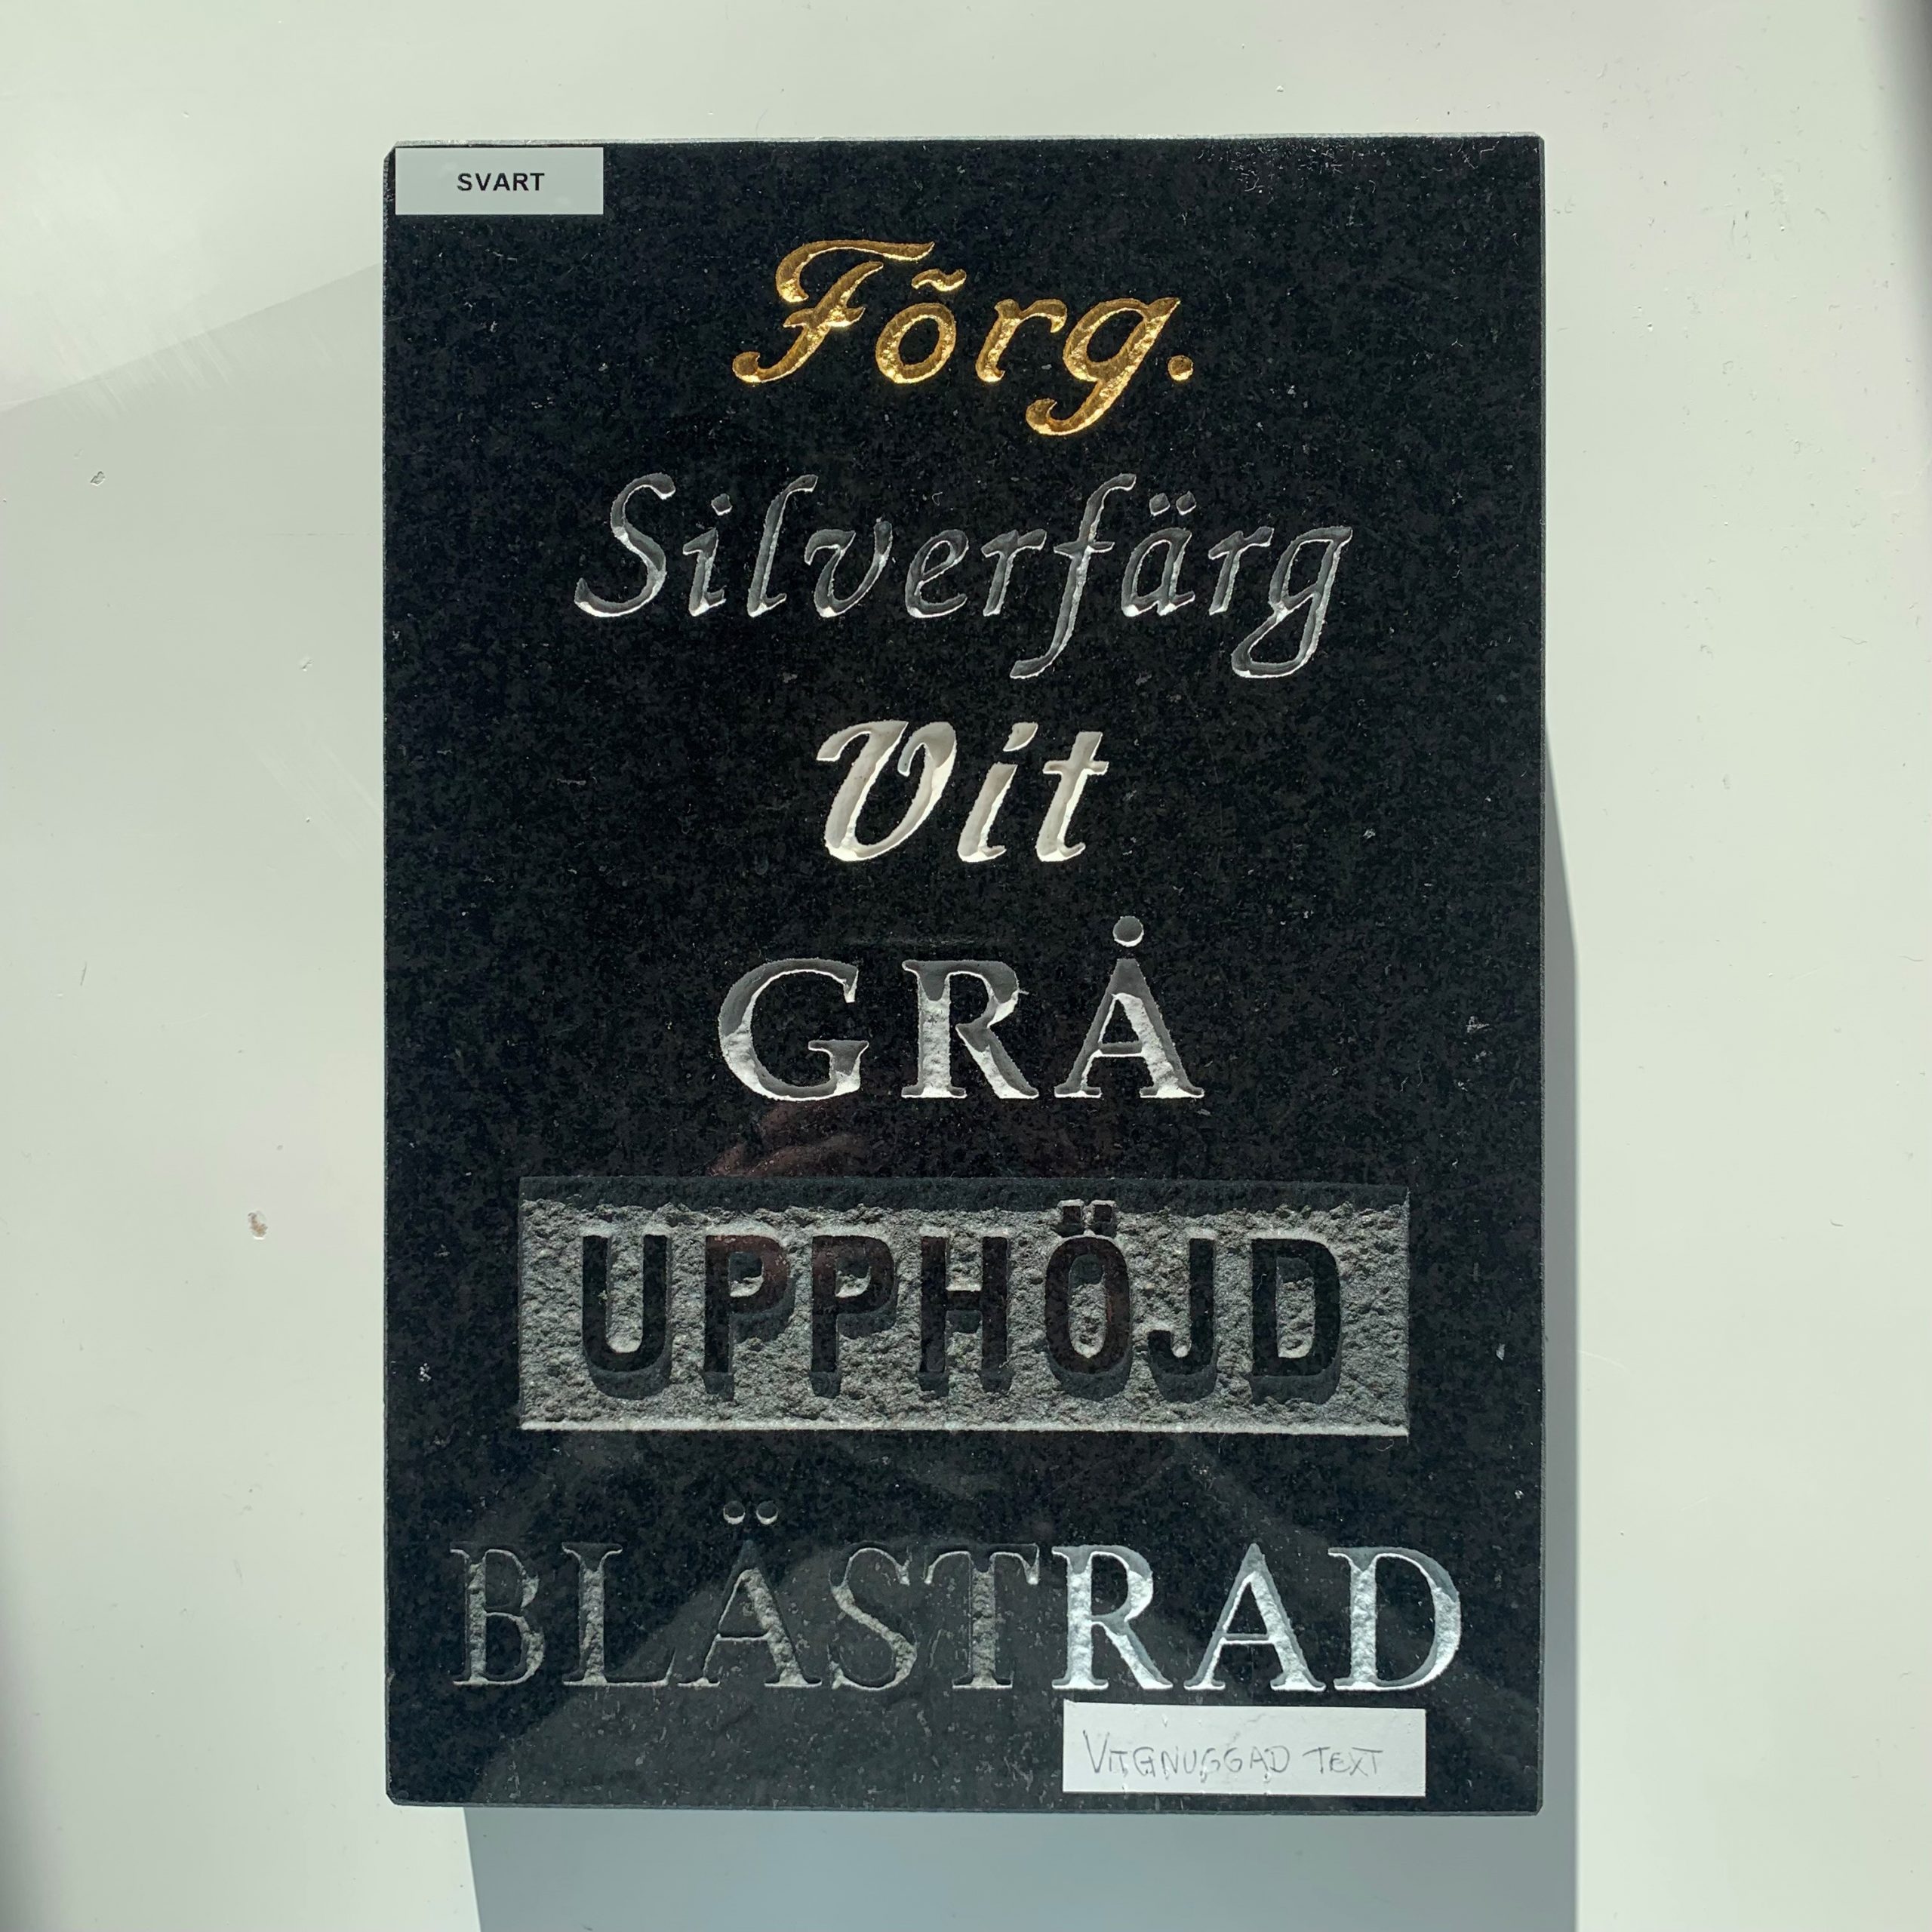 SVART
Förg.
Silverfärg
Vit
GRÅ
UPPHÖJD
BLÄSTRAD
VITGNUGGAD TEXT